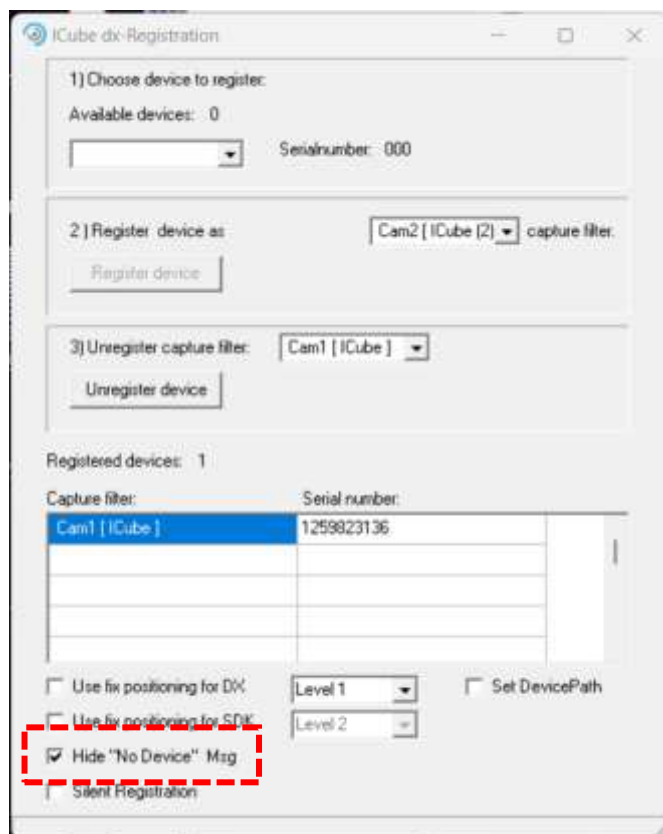 ICube dx-Registration
1) Choose device to register:
Available devices: 0
Serialnumber: 000
2 ) Register device as
Cam2 [ ICube (2)
capture filter.
Register device
3) Unregister capture filter:
Cam1 [ ICube ]
Unregister device
Registered devices: 1
Capture filter: Serial number:
Cam1 [ ICube ] 1259823136
Use fix positioning for DX Level 1 Set DevicePath
Use fix positioning for SDK Level 2
Hide "No Device" Msg
Silent Registration